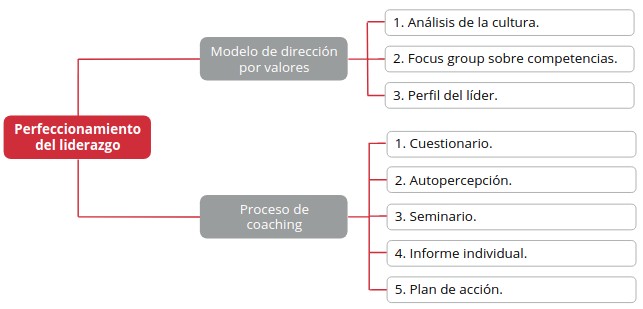 Perfeccionamiento
del liderazgo
Modelo de dirección
por valores
1. Análisis de la cultura.
2. Focus group sobre competencias.
3. Perfil del líder.
Proceso de
coaching
1. Cuestionario.
2. Autopercepción.
3. Seminario.
4. Informe individual.
5. Plan de acción.